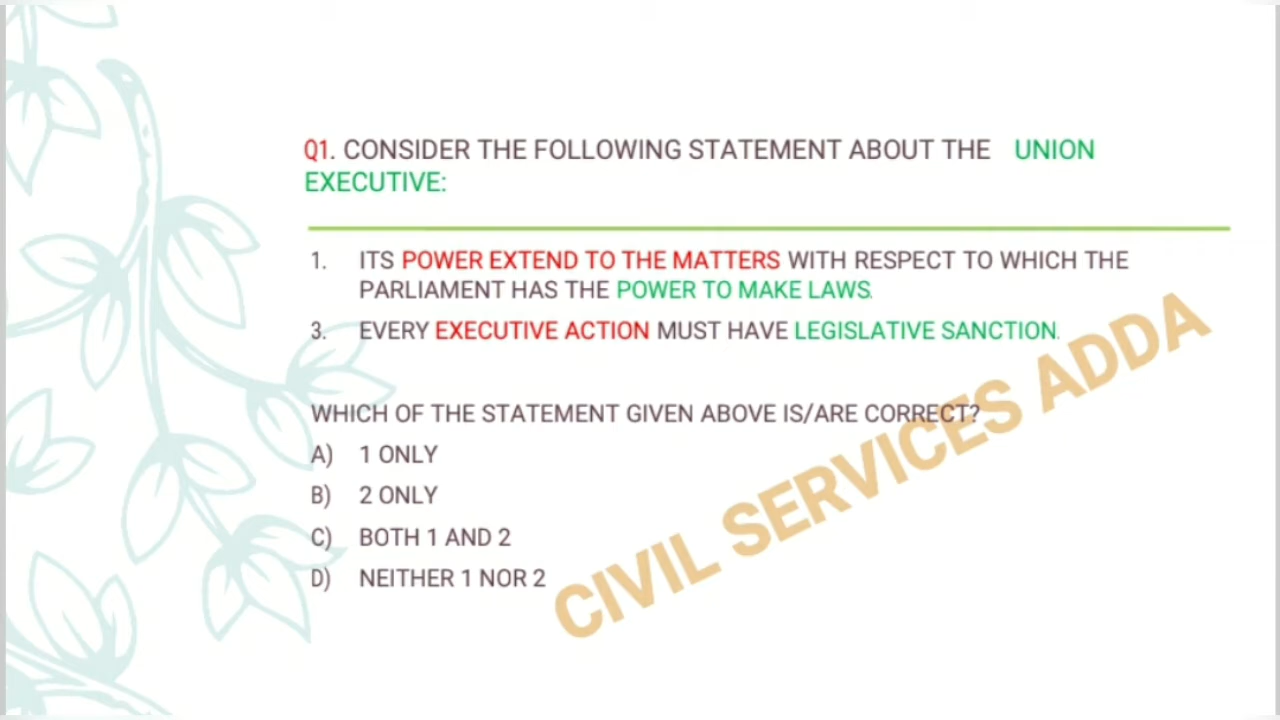 Q1. CONSIDER THE FOLLOWING STATEMENT ABOUT THE UNION
EXECUTIVE:
1. ITS POWER EXTEND TO THE MATTERS WITH RESPECT TO WHICH THE
PARLIAMENT HAS THE POWER TO MAKE LAWS.
3. EVERY EXECUTIVE ACTION MUST HAVE LEGISLATIVE SANCTION.
WHICH OF THE STATEMENT GIVEN ABOVE IS/ARE CORRECT?
A) 1 ONLY
B) 2 ONLY
C) BOTH 1 AND 2
D) NEITHER 1 NOR 2
CIVIL SERVICES ADDA